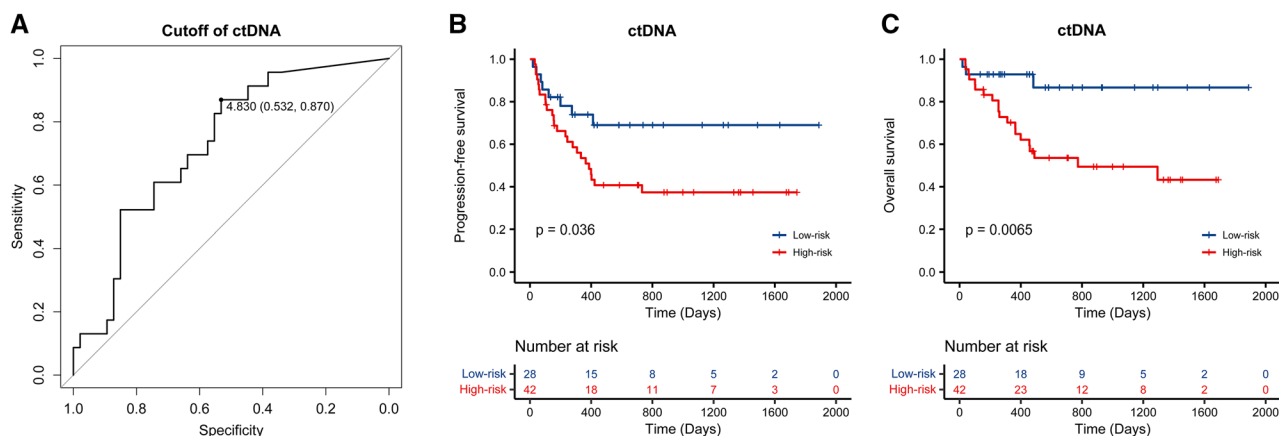 A
Cutoff of ctDNA
Sensitivity
1.0
0.8
0.6
0.4
0.2
0.0
4.830 (0.532, 0.870)
1.0 0.8 0.6 0.4 0.2 0.0
Specificity
B
ctDNA
Progression-free survival
1.0
0.8
0.6
0.4
0.2
0.0
p = 0.036
Low-risk
High-risk
0 400 800 1200 1600 2000
Time (Days)
Number at risk
Low-risk 28 15 8 5 2 0
High-risk 42 18 11 7 3 0
0 400 800 1200 1600 2000
Time (Days)
C
ctDNA
Overall survival
1.0
0.8
0.6
0.4
0.2
0.0
p = 0.0065
Low-risk
High-risk
0 400 800 1200 1600 2000
Time (Days)
Number at risk
Low-risk 28 18 9 5 2 0
High-risk 42 23 12 8 2 0
0 400 800 1200 1600 2000
Time (Days)